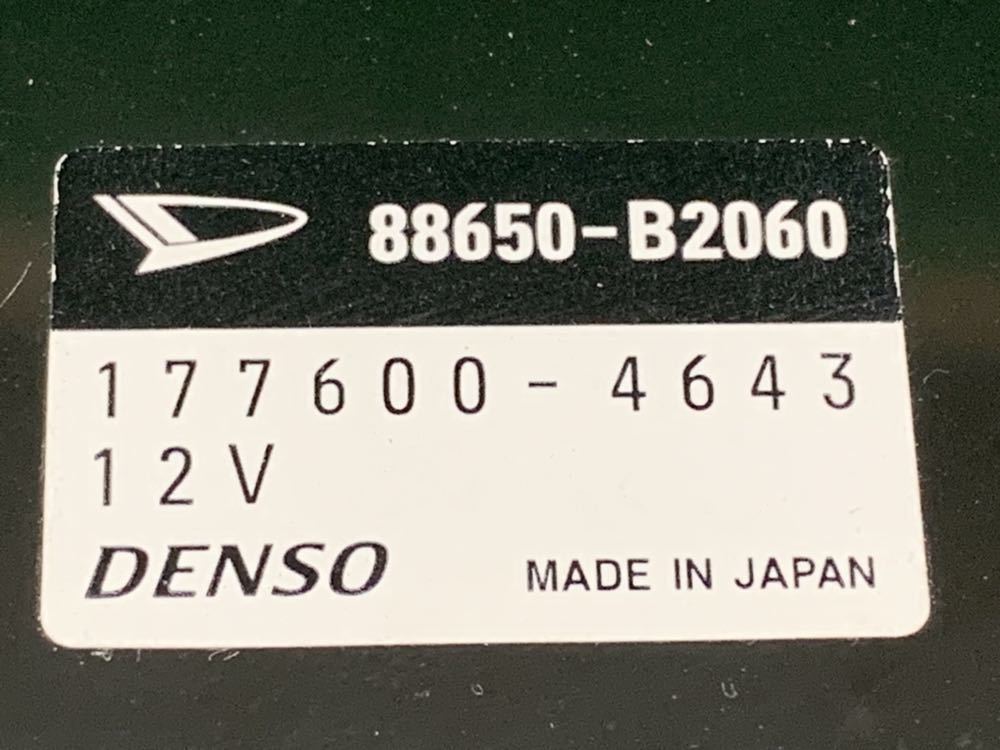 88650-B2060
177600-4643
12V
DENSO
MADE IN JAPAN